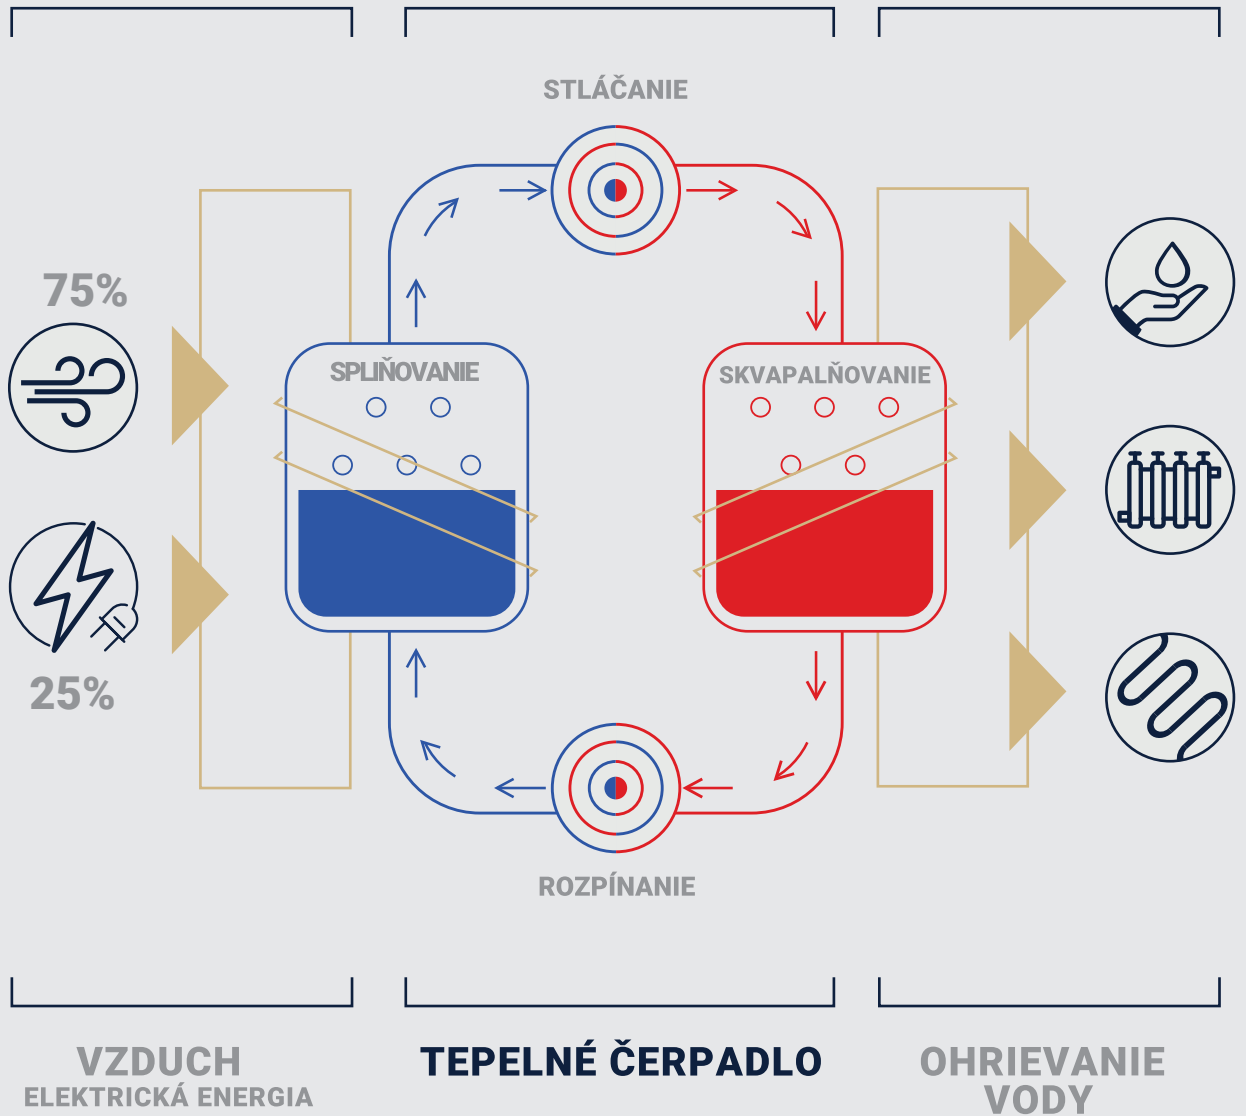 STLÁČANIE
75%
SPLIŇOVANIE
SKVAPALŇOVANIE
25%
ROZPÍNANIE
VZDUCH
ELEKTRICKÁ ENERGIA
TEPELNÉ ČERPADLO
OHRIEVANIE
VODY